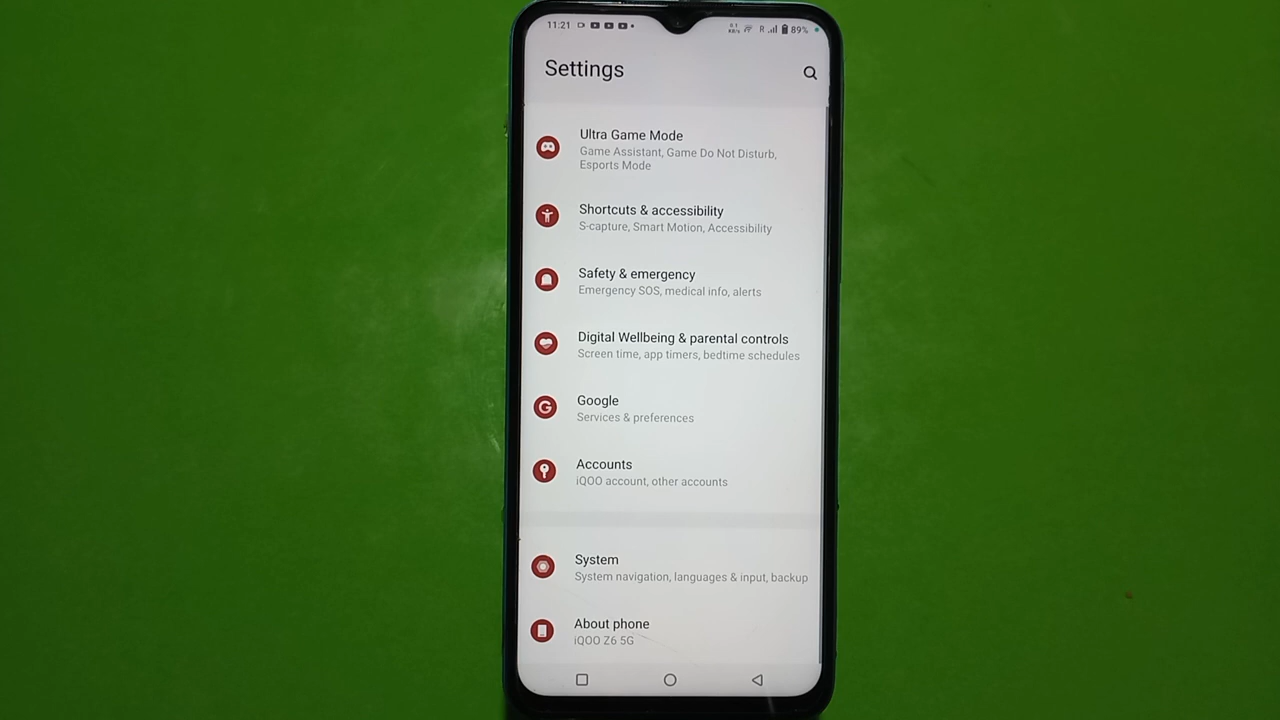 11:21
0.1
KB/s
R
89%
Settings
Ultra Game Mode
Game Assistant, Game Do Not Disturb,
Esports Mode
Shortcuts & accessibility
S-capture, Smart Motion, Accessibility
Safety & emergency
Emergency SOS, medical info, alerts
Digital Wellbeing & parental controls
Screen time, app timers, bedtime schedules
Google
Services & preferences
Accounts
iQOO account, other accounts
System
System navigation, languages & input, backup
About phone
iQOO Z6 5G